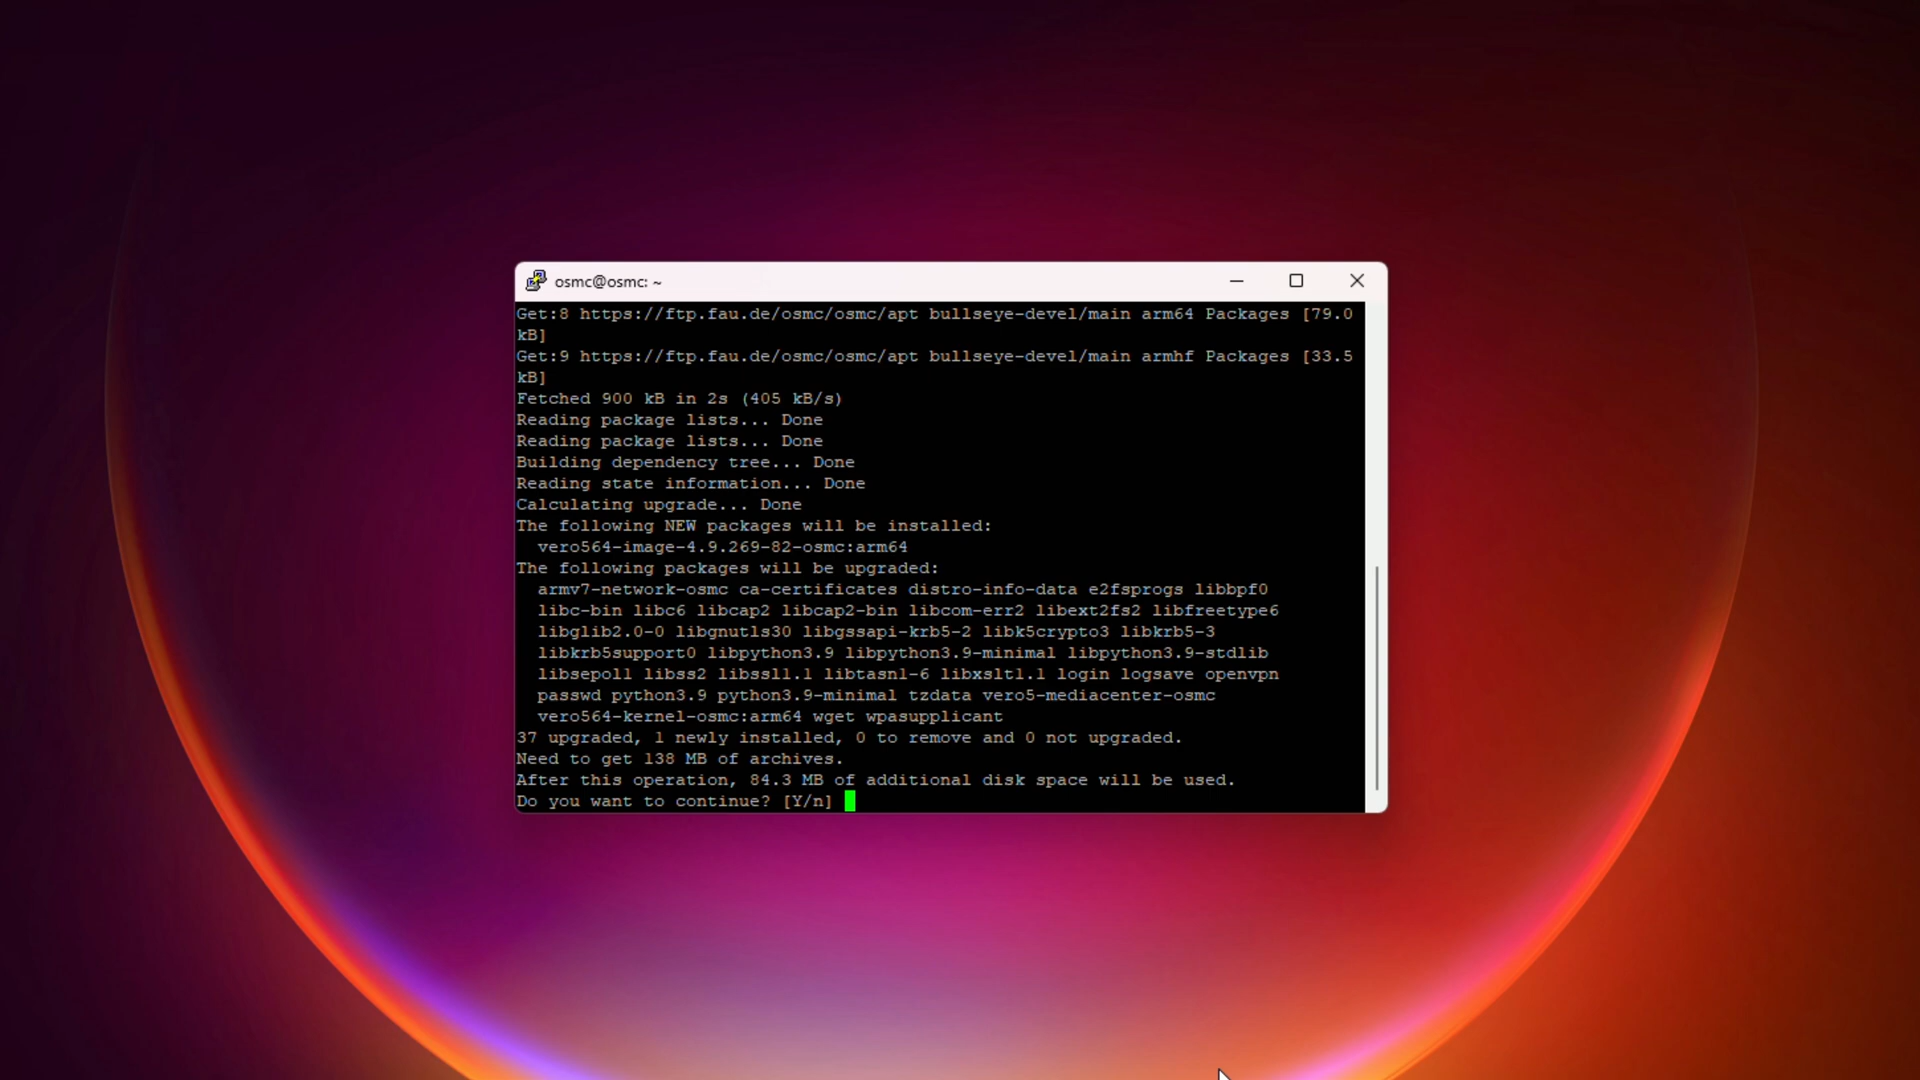 osmc@osmc: ~
Get:8 https://ftp.fau.de/osmc/osmc/apt bullseye-devel/main arm64 Packages [79.0
kB]
Get:9 https://ftp.fau.de/osmc/osmc/apt bullseye-devel/main armhf Packages [33.5
kB]
Fetched 900 kB in 2s (405 kB/s)
Reading package lists... Done
Reading package lists... Done
Building dependency tree... Done
Reading state information... Done
Calculating upgrade... Done
The following NEW packages will be installed:
vero564-image-4.9.269-82-osmc:arm64
The following packages will be upgraded:
armv7-network-osmc ca-certificates distro-info-data e2fsprogs libbpf0
libc-bin libc6 libcap2 libcap2-bin libcom-err2 libext2fs2 libfreetype6
libglib2.0-0 libgnutls30 libgssapi-krb5-2 libk5crypto3 libkrb5-3
libkrb5support0 libpython3.9 libpython3.9-minimal libpython3.9-stdlib
libsepol1 libss2 libssl1.1 libtasn1-6 libxslt1.1 login logsave openvpn
passwd python3.9 python3.9-minimal tzdata vero5-mediacenter-osmc
vero564-kernel-osmc:arm64 wget wpasupplicant
37 upgraded, 1 newly installed, 0 to remove and 0 not upgraded.
Need to get 138 MB of archives.
After this operation, 84.3 MB of additional disk space will be used.
Do you want to continue? [Y/n]